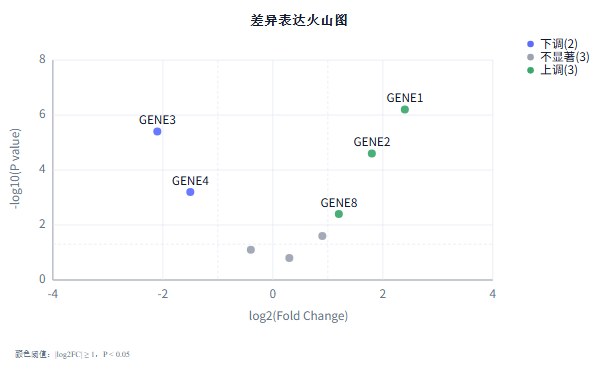 差异表达火山图
下调(2)
不显著(3)
上调(3)
8
6
4
2
0
-log10(P value)
GENE1
GENE3
GENE2
GENE4
GENE8
-4
-2
0
2
4
log2(Fold Change)
颜色阈值：|log2FC| ≥ 1，P < 0.05